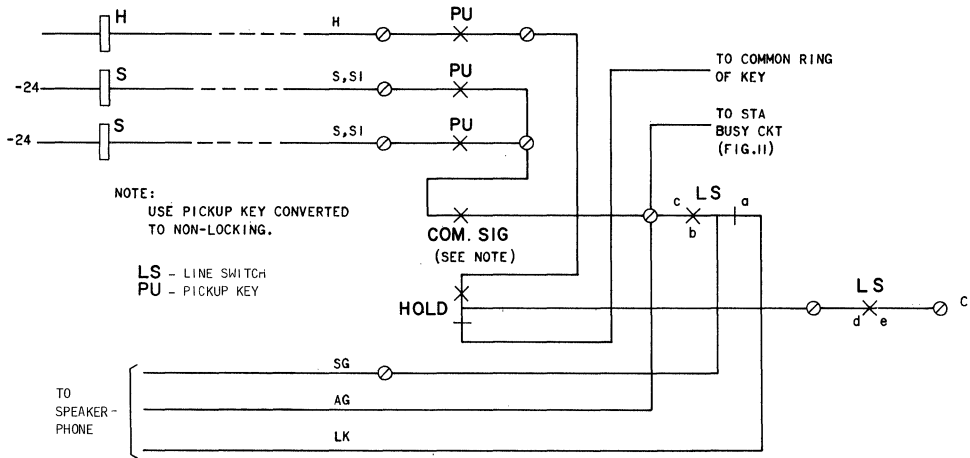 H
H
PU
-24
S
S,SI
PU
-24
S
S,SI
PU
TO COMMON RING
OF KEY
TO STA
BUSY CKT
(FIG.11)
NOTE:
USE PICKUP KEY CONVERTED
TO NON-LOCKING.
LS - LINE SWITCH
PU - PICKUP KEY
COM. SIG
(SEE NOTE)
c
LS
a
b
HOLD
LS
d
e
C
TO
SPEAKER-
PHONE
SG
AG
LK